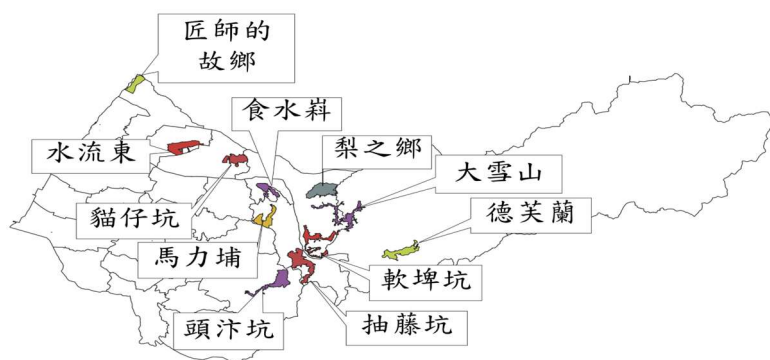 匠師的
故鄉
食水嵙
水流東
梨之鄉
大雪山
貓仔坑
德芙蘭
馬力埔
軟埤坑
頭汴坑
抽藤坑